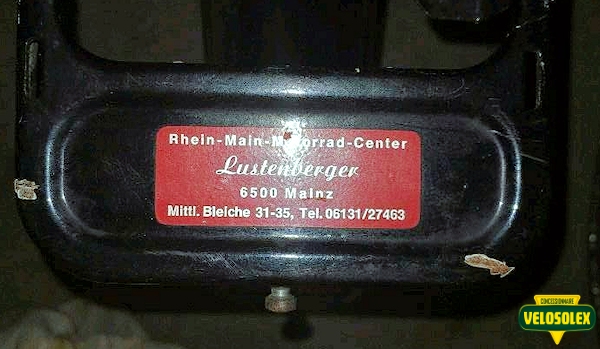 Rhein-Main-Motorrad-Center
Lustenberger
6500 Mainz
Mittl. Bleiche 31-35, Tel. 06131/27463
CONCESSIONNAIRE
VELOSOLEX